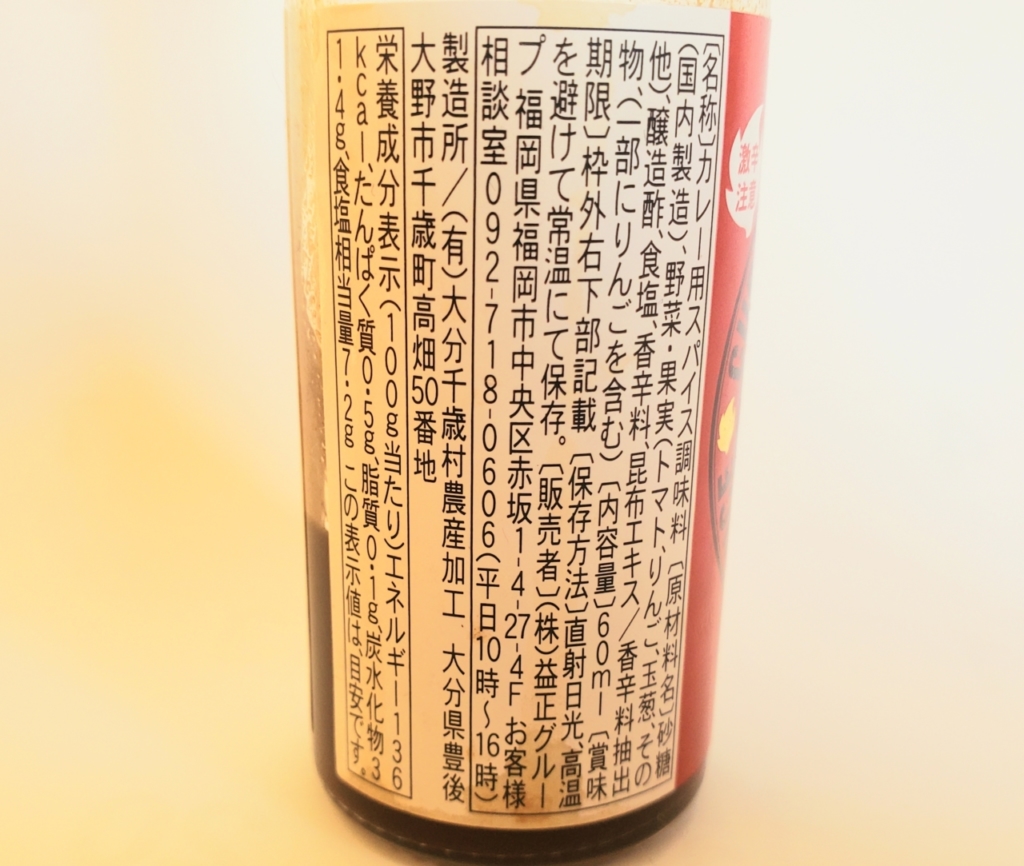 〔名称〕カレー用スパイス調味料 〔原材料名〕砂糖
(国内製造)、野菜・果実(トマト、りんご、玉葱、その
他)、醸造酢、食塩、香辛料、昆布エキス/香辛料抽出
物、(一部にりんごを含む) 〔内容量〕60ml 〔賞味
期限〕枠外右下部記載 〔保存方法〕直射日光、高温
を避けて常温にて保存。 〔販売者〕(株)益正グルー
プ 福岡県福岡市中央区赤坂1-4-27-4F お客様
相談室092-718-0606(平日10時～16時)
製造所/(有)大分千歳村農産加工 大分県豊後
大野市千歳町高畑50番地
栄養成分表示(100g当たり)エネルギー136
kcal、たんぱく質0.5g、脂質0.1g、炭水化物3
1.4g、食塩相当量7.2g この表示値は、目安です。
激辛
注意